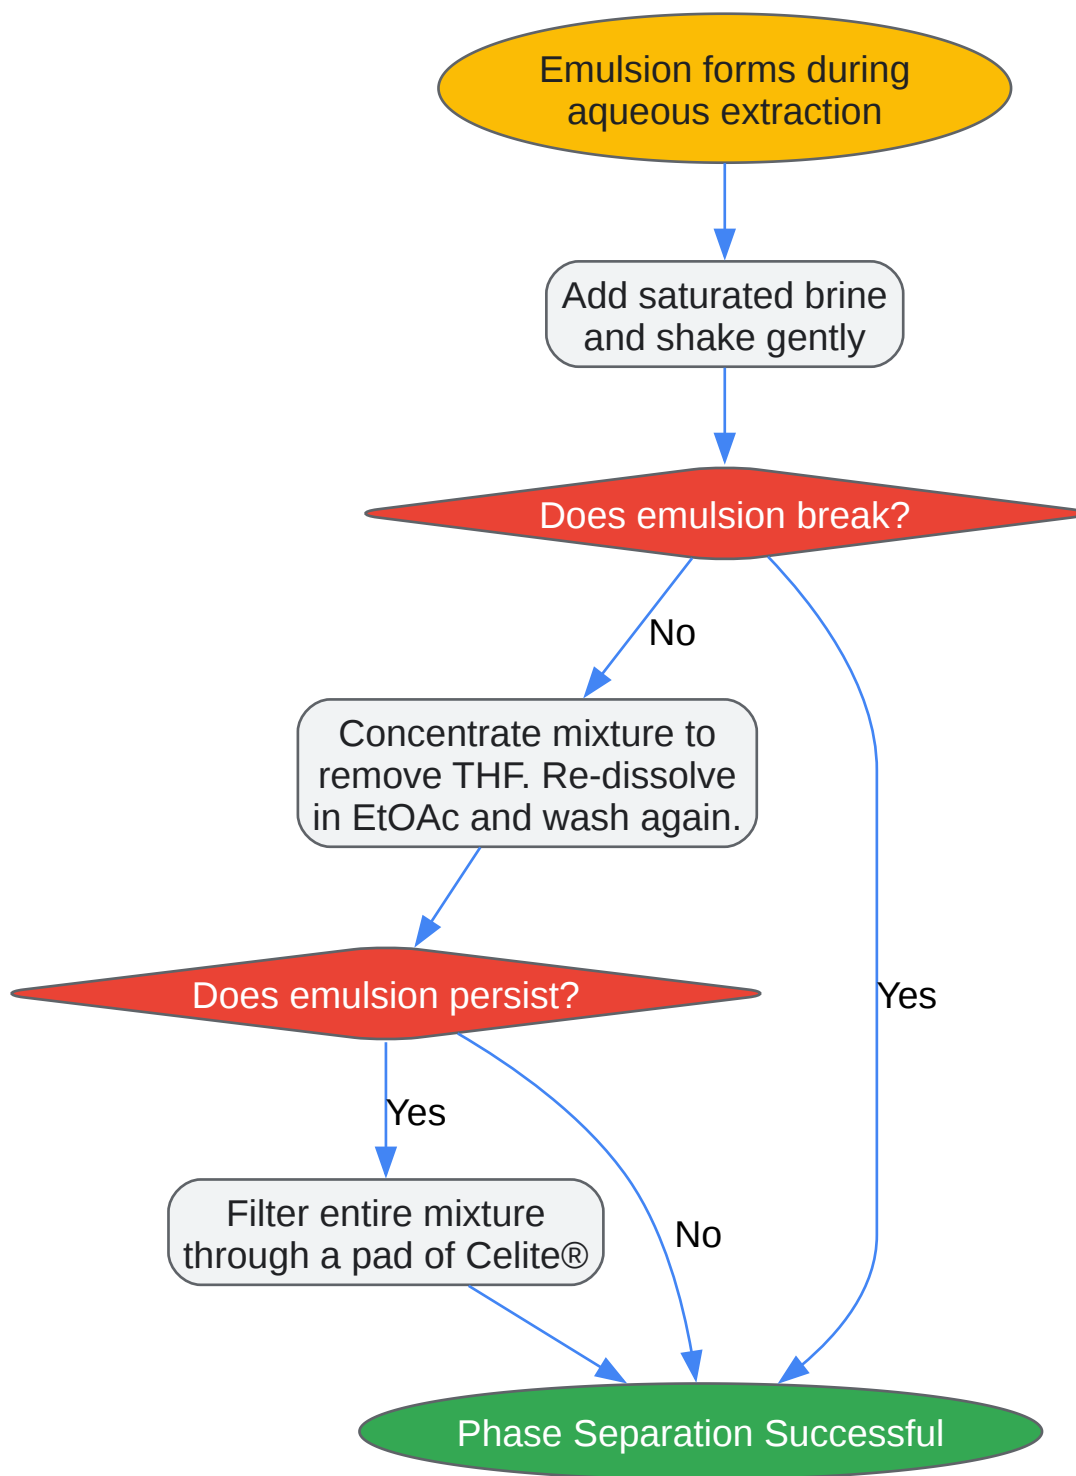 Emulsion forms during
aqueous extraction
Add saturated brine
and shake gently
Does emulsion break?
No
Concentrate mixture to
remove THF. Re-dissolve
in EtOAc and wash again.
Does emulsion persist?
Yes
Yes
Filter entire mixture
through a pad of Celite®
No
Phase Separation Successful